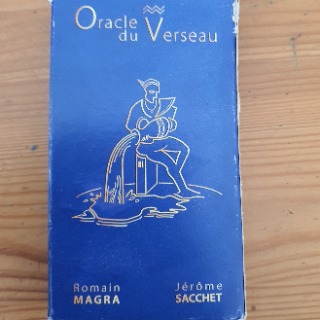 Oracle
du Verseau
Romain Jérôme
MAGRA SACCHET